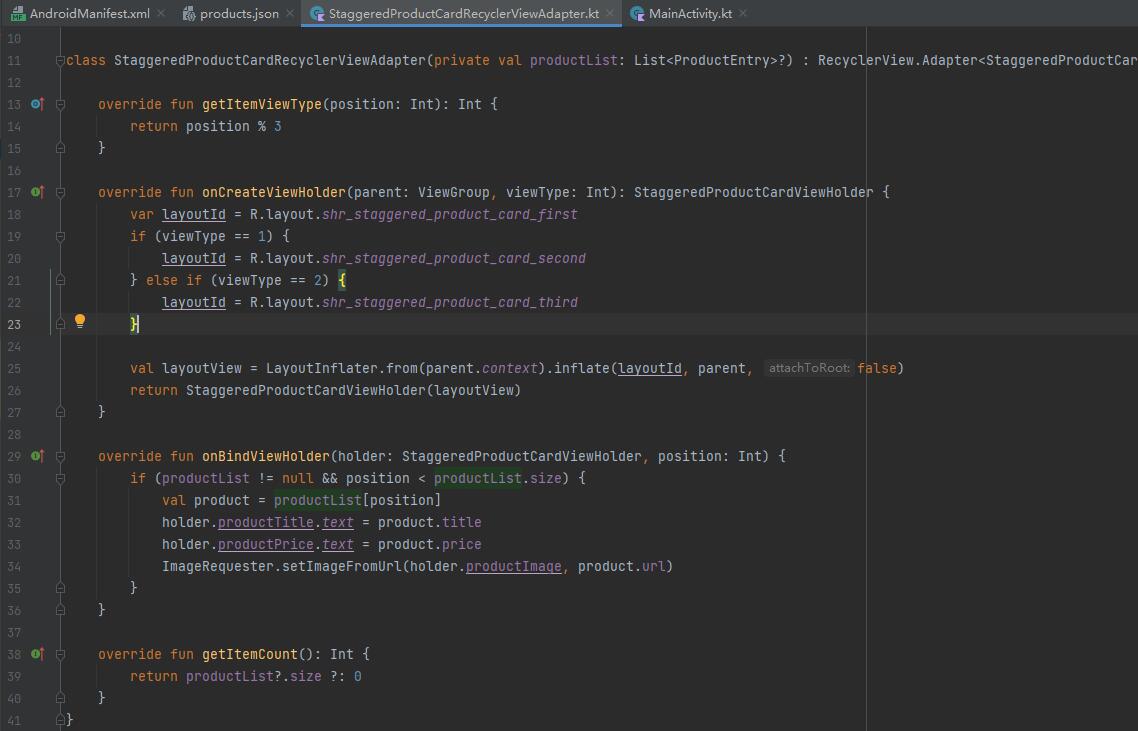 AndroidManifest.xml products.json StaggeredProductCardRecyclerViewAdapter.kt MainActivity.kt
10
11 class StaggeredProductCardRecyclerViewAdapter(private val productList: List<ProductEntry>?) : RecyclerView.Adapter<StaggeredProductCar
12
13 override fun getItemViewType(position: Int): Int {
14 return position % 3
15 }
16
17 override fun onCreateViewHolder(parent: ViewGroup, viewType: Int): StaggeredProductCardViewHolder {
18 var layoutId = R.layout.shr_staggered_product_card_first
19 if (viewType == 1) {
20 layoutId = R.layout.shr_staggered_product_card_second
21 } else if (viewType == 2) {
22 layoutId = R.layout.shr_staggered_product_card_third
23 }
24
25 val layoutView = LayoutInflater.from(parent.context).inflate(layoutId, parent, attachToRoot: false)
26 return StaggeredProductCardViewHolder(layoutView)
27 }
28
29 override fun onBindViewHolder(holder: StaggeredProductCardViewHolder, position: Int) {
30 if (productList != null && position < productList.size) {
31 val product = productList[position]
32 holder.productTitle.text = product.title
33 holder.productPrice.text = product.price
34 ImageRequester.setImageFromUrl(holder.productImage, product.url)
35 }
36 }
37
38 override fun getItemCount(): Int {
39 return productList?.size ?: 0
40 }
41 }